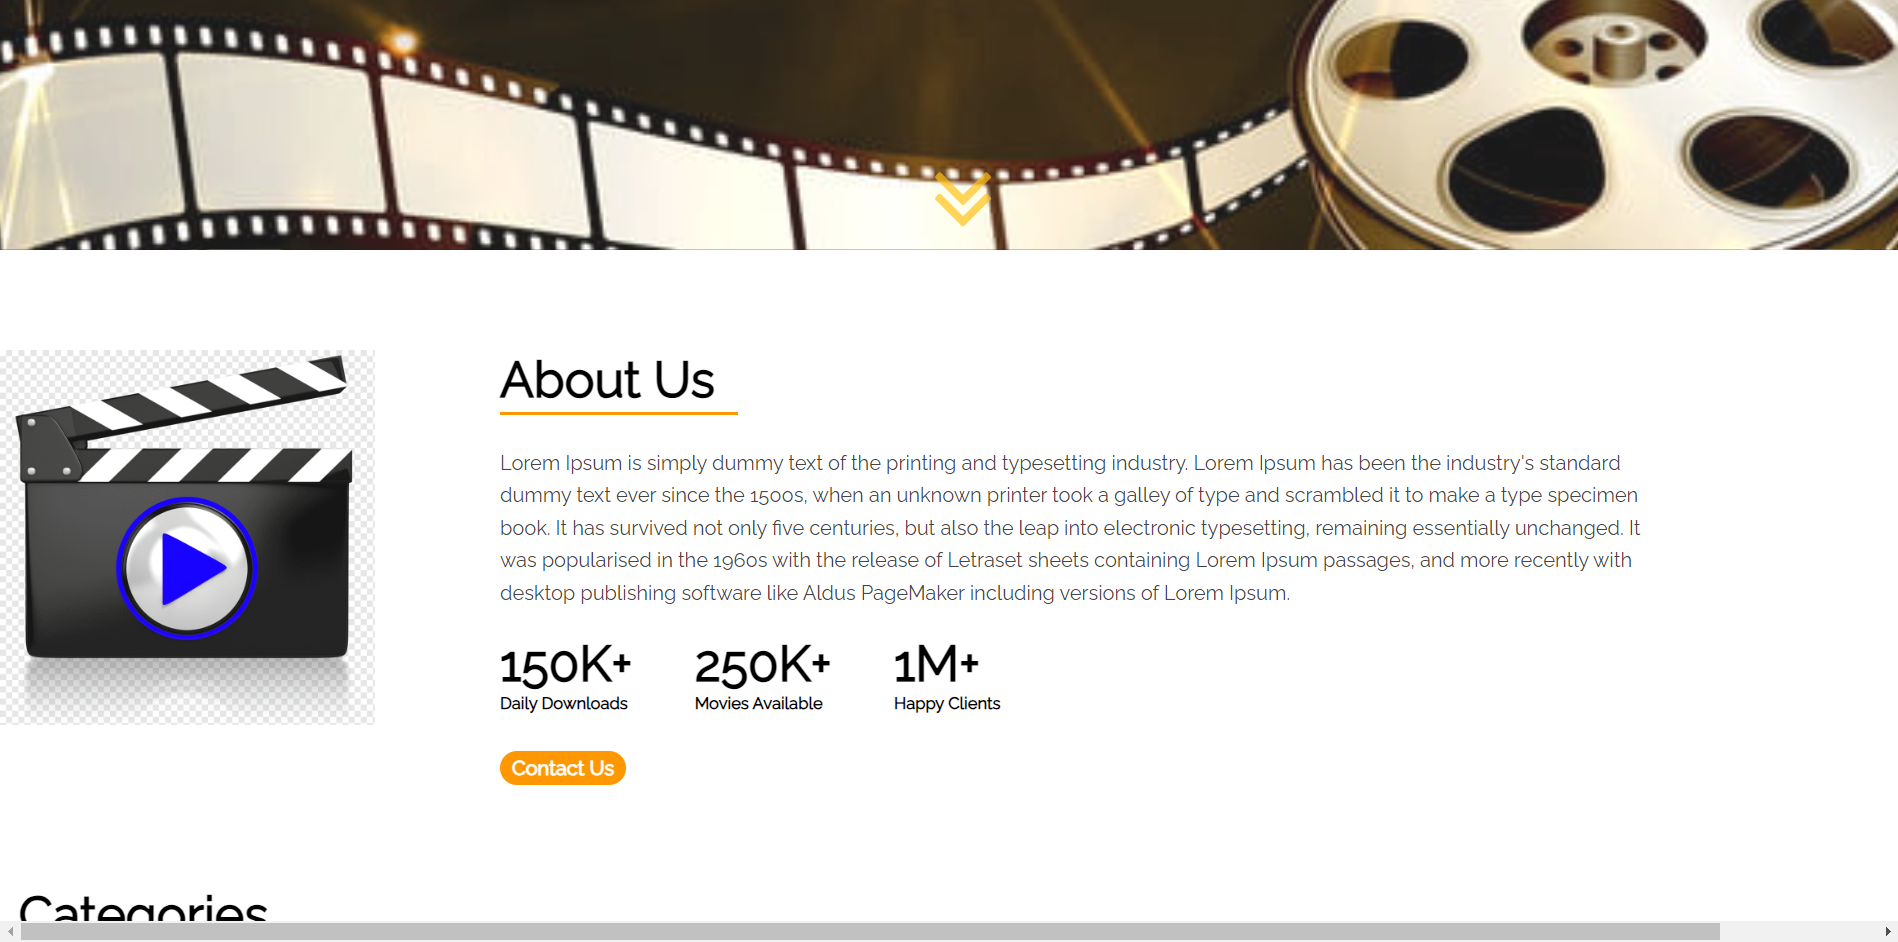 About Us
Lorem Ipsum is simply dummy text of the printing and typesetting industry. Lorem Ipsum has been the industry's standard
dummy text ever since the 1500s, when an unknown printer took a galley of type and scrambled it to make a type specimen
book. It has survived not only five centuries, but also the leap into electronic typesetting, remaining essentially unchanged. It
was popularised in the 1960s with the release of Letraset sheets containing Lorem Ipsum passages, and more recently with
desktop publishing software like Aldus PageMaker including versions of Lorem Ipsum.
150K+ 250K+ 1M+
Daily Downloads Movies Available Happy Clients
Contact Us
Categories